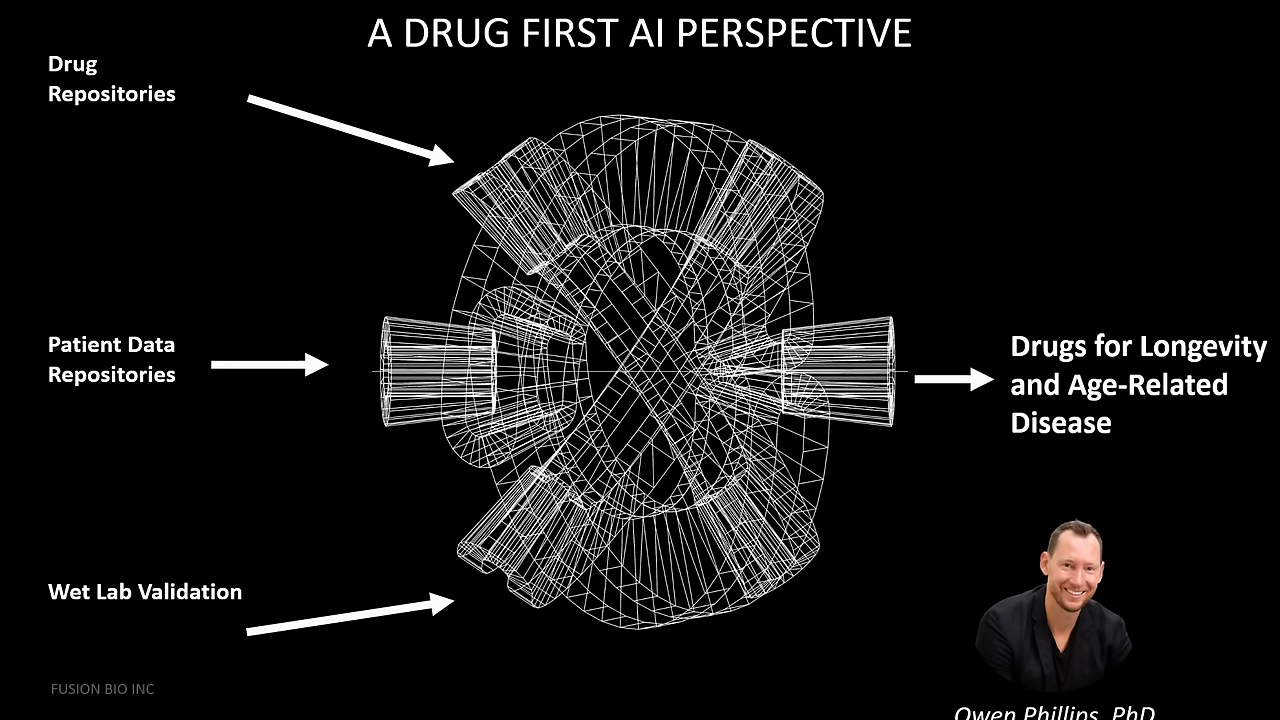 A DRUG FIRST AI PERSPECTIVE
Drug
Repositories
Patient Data
Repositories
Drugs for Longevity
and Age-Related
Disease
Wet Lab Validation
FUSION BIO INC
Owen Phillips, PhD